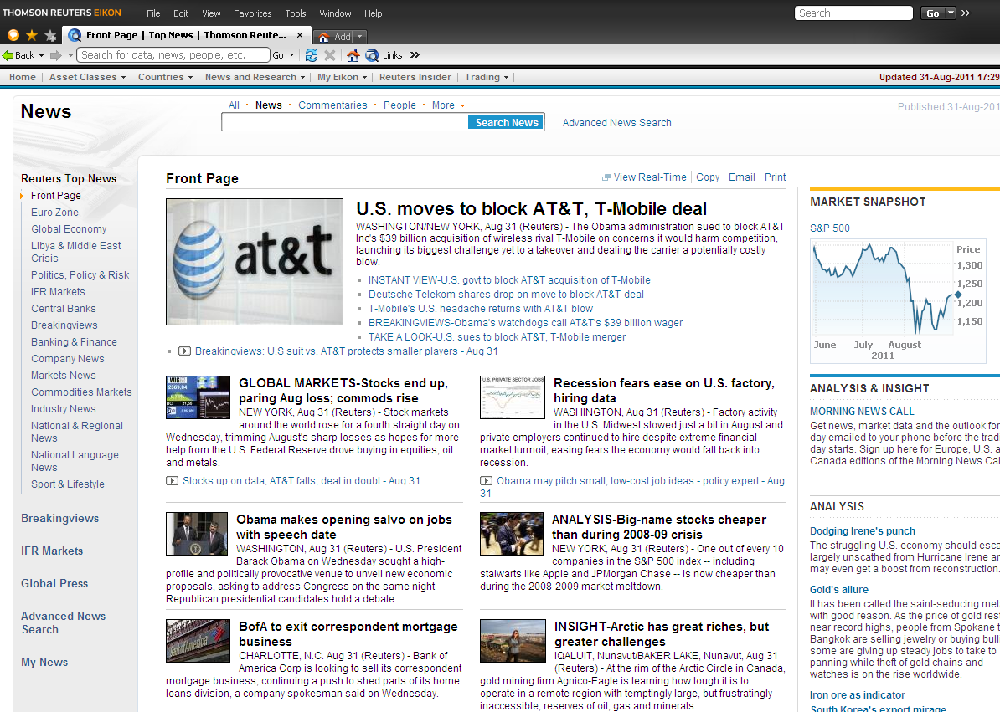 THOMSON REUTERS EIKON File Edit View Favorites Tools Window Help Search Go
Front Page | Top News | Thomson Reute... Add
Back Search for data, news, people, etc. Go Links
Home Asset Classes Countries News and Research My Eikon Reuters Insider Trading Updated 31-Aug-2011 17:29
News
All · News · Commentaries · People · More
Published 31-Aug-201
Search News Advanced News Search
Reuters Top News
Front Page
Euro Zone
Global Economy
Libya & Middle East
Crisis
Politics, Policy & Risk
IFR Markets
Central Banks
Breakingviews
Banking & Finance
Company News
Markets News
Commodities Markets
Industry News
National & Regional
News
National Language
News
Sport & Lifestyle
Breakingviews
IFR Markets
Global Press
Advanced News
Search
My News
Front Page
View Real-Time Copy Email Print
at&t
U.S. moves to block AT&T, T-Mobile deal
WASHINGTON/NEW YORK, Aug 31 (Reuters) - The Obama administration sued to block AT&T
Inc's $39 billion acquisition of wireless rival T-Mobile on concerns it would harm competition,
launching its biggest challenge yet to a takeover and dealing the carrier a potentially costly
blow.
INSTANT VIEW-U.S. govt to block AT&T acquisition of T-Mobile
Deutsche Telekom shares drop on move to block AT&T-deal
T-Mobile's U.S. headache returns with AT&T blow
BREAKINGVIEWS-Obama's watchdogs call AT&T's $39 billion wager
TAKE A LOOK-U.S. sues to block AT&T, T-Mobile merger
Breakingviews: U.S suit vs. AT&T protects smaller players - Aug 31
GLOBAL MARKETS-Stocks end up,
paring Aug loss; commods rise
NEW YORK, Aug 31 (Reuters) - Stock markets
around the world rose for a fourth straight day on
Wednesday, trimming August's sharp losses as hopes for more
help from the U.S. Federal Reserve drove buying in equities, oil
and metals.
Stocks up on data; AT&T falls, deal in doubt - Aug 31
U.S. PRIVATE SECTOR JOBS
Recession fears ease on U.S. factory,
hiring data
WASHINGTON, Aug 31 (Reuters) - Factory activity
in the U.S. Midwest slowed just a bit in August and
private employers continued to hire despite extreme financial
market turmoil, easing fears the economy would fall back into
recession.
Obama may pitch small, low-cost job ideas - policy expert - Aug
31
Obama makes opening salvo on jobs
with speech date
WASHINGTON, Aug 31 (Reuters) - U.S. President
Barack Obama on Wednesday sought a high-
profile and politically provocative venue to unveil new economic
proposals, asking to address Congress on the same night
Republican presidential candidates hold a debate.
ANALYSIS-Big-name stocks cheaper
than during 2008-09 crisis
NEW YORK, Aug 31 (Reuters) - One out of every 10
companies in the S&P 500 index -- including
stalwarts like Apple and JPMorgan Chase -- is now cheaper than
during the 2008-2009 market meltdown.
Bank of America
BofA to exit correspondent mortgage
business
CHARLOTTE, N.C. Aug 31 (Reuters) - Bank of
America Corp is looking to sell its correspondent
mortgage business, continuing a push to shed parts of its home
loans division, a company spokesman said on Wednesday.
INSIGHT-Arctic has great riches, but
greater challenges
IQALUIT, Nunavut/BAKER LAKE, Nunavut, Aug 31
(Reuters) - At the rim of the Arctic Circle in Canada,
gold mining firm Agnico-Eagle is learning how tough it is to
operate in a remote region with temptingly large, but frustratingly
inaccessible, reserves of oil, gas and minerals.
MARKET SNAPSHOT
S&P 500
Price
1,300
1,250
1,200
1,150
June July August
2011
ANALYSIS & INSIGHT
MORNING NEWS CALL
Get news, market data and the outlook for
day emailed to your phone before the trad
day starts. Sign up here for Europe, U.S. a
Canada editions of the Morning News Cal
ANALYSIS
Dodging Irene's punch
The struggling U.S. economy should esca
largely unscathed from Hurricane Irene an
may even get a boost from reconstruction.
Gold's allure
It has been called the saint-seducing met
with good reason. As the price of gold rest
near record highs, people from Spokane t
Bangkok are selling jewelry or buying bull
some are giving up steady jobs to take to
panning while theft of gold chains and
watches is on the rise worldwide.
Iron ore as indicator
South Korea's export mirage